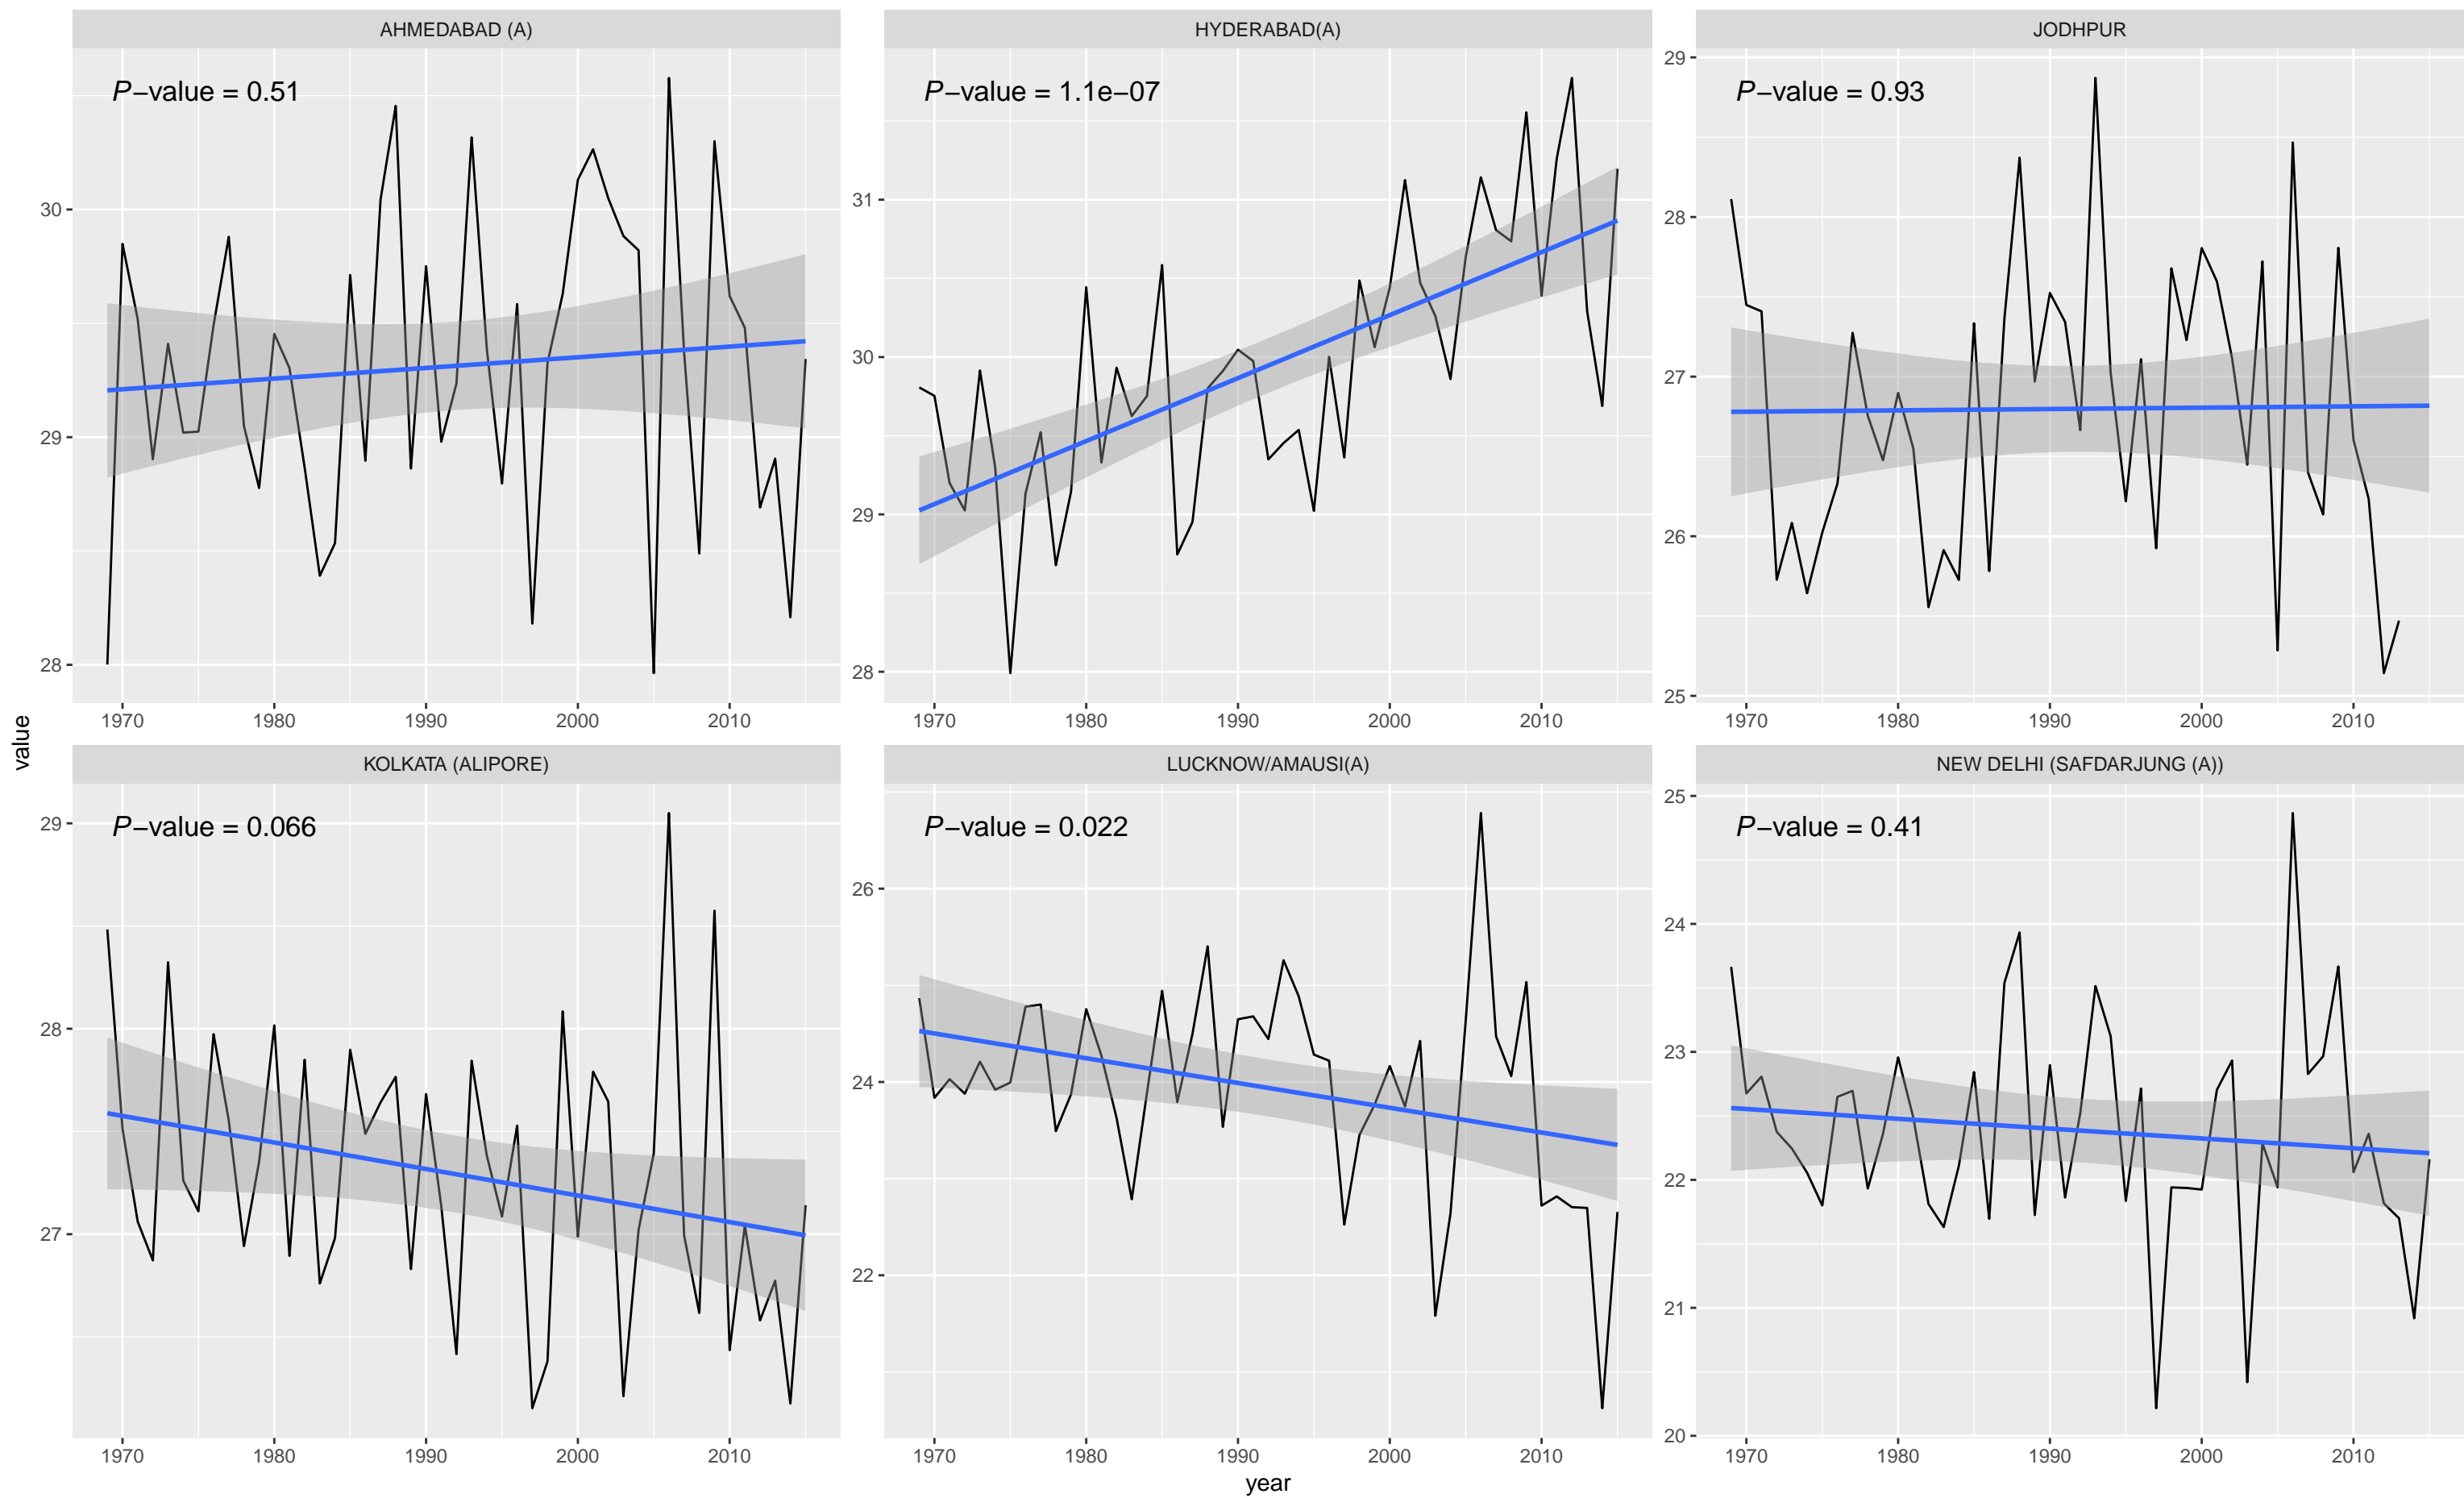 AHMEDABAD (A)
HYDERABAD(A)
JODHPUR
P−value = 0.51
P−value = 1.1e−07
P−value = 0.93
30
29
28
31
30
29
28
29
28
27
26
25
1970 1980 1990 2000 2010
1970 1980 1990 2000 2010
1970 1980 1990 2000 2010
value
KOLKATA (ALIPORE)
LUCKNOW/AMAUSI(A)
NEW DELHI (SAFDARJUNG (A))
P−value = 0.066
P−value = 0.022
P−value = 0.41
29
28
27
26
24
22
25
24
23
22
21
20
1970 1980 1990 2000 2010
1970 1980 1990 2000 2010
1970 1980 1990 2000 2010
year